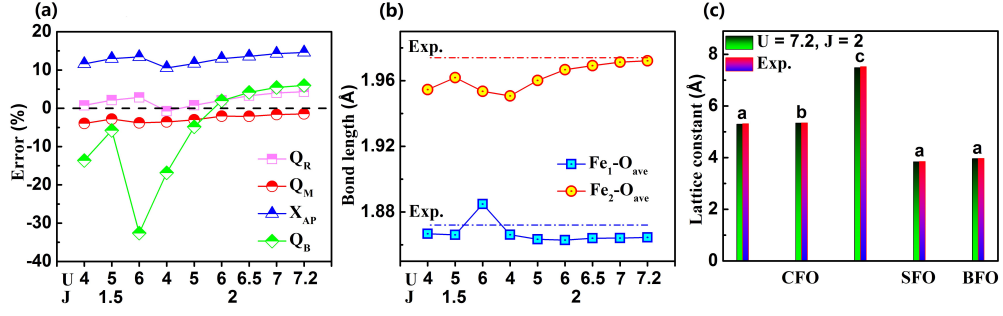 (a)
20
10
0
-10
-20
-30
-40
Error (%)
Q_R
Q_M
X_AP
Q_B
U 4 5 6 4 5 6 6.5 7 7.2
J 1.5 2
(b)
1.96
1.92
1.88
Bond length (Å)
Exp.
Fe₁-O_ave
Fe₂-O_ave
Exp.
U 4 5 6 4 5 6 6.5 7 7.2
J 1.5 2
(c)
8
6
4
2
0
Lattice constant (Å)
U = 7.2, J = 2
Exp.
a
b
c
a
a
CFO SFO BFO